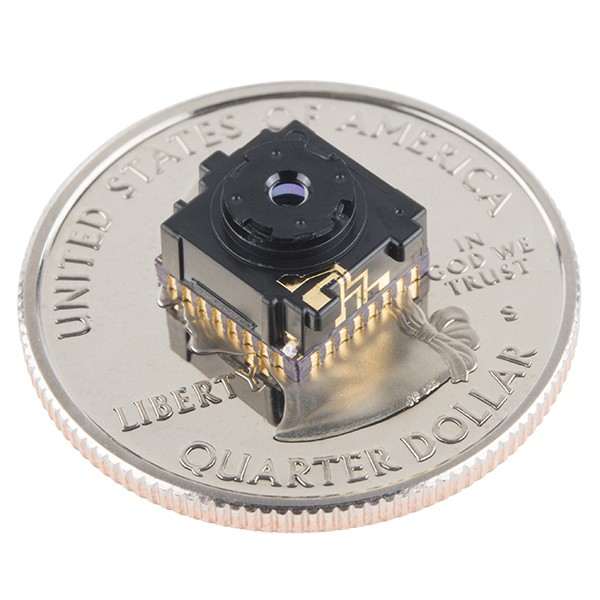 UNITED STATES OF AMERICA
LIBERTY
IN
GOD WE
TRUST
S
QUARTER DOLLAR